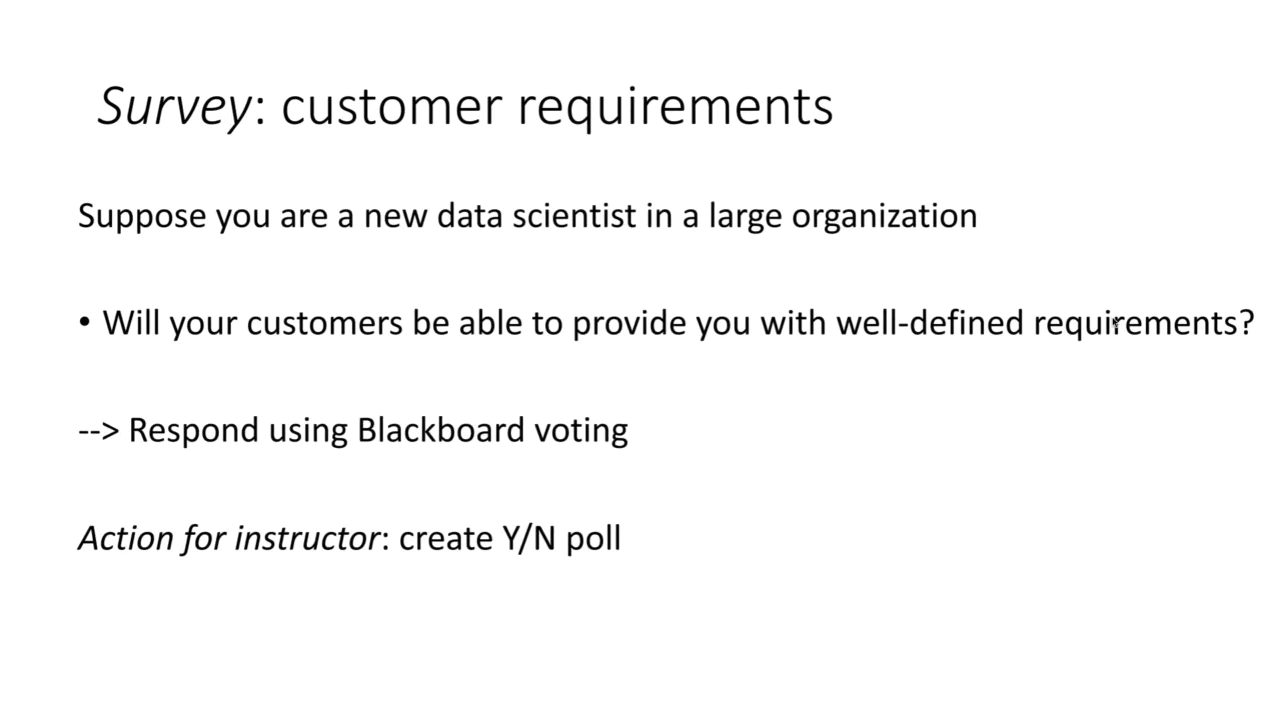 Survey: customer requirements
Suppose you are a new data scientist in a large organization
• Will your customers be able to provide you with well-defined requirements?
--> Respond using Blackboard voting
Action for instructor: create Y/N poll